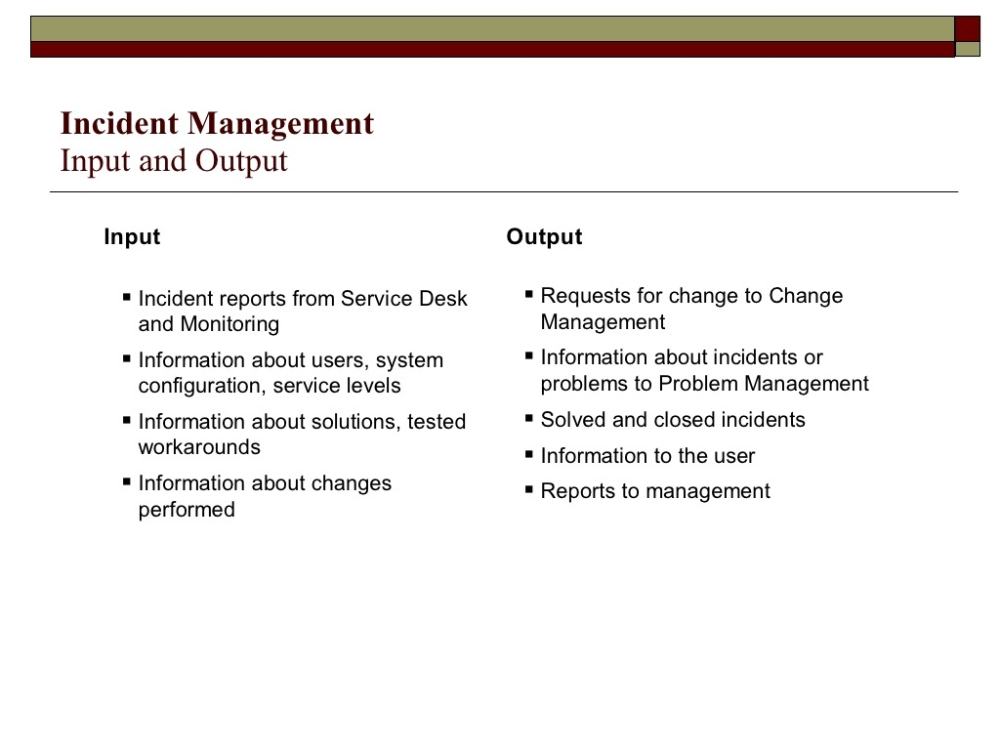 Incident Management
Input and Output
Input
▪ Incident reports from Service Desk
and Monitoring
▪ Information about users, system
configuration, service levels
▪ Information about solutions, tested
workarounds
▪ Information about changes
performed
Output
▪ Requests for change to Change
Management
▪ Information about incidents or
problems to Problem Management
▪ Solved and closed incidents
▪ Information to the user
▪ Reports to management